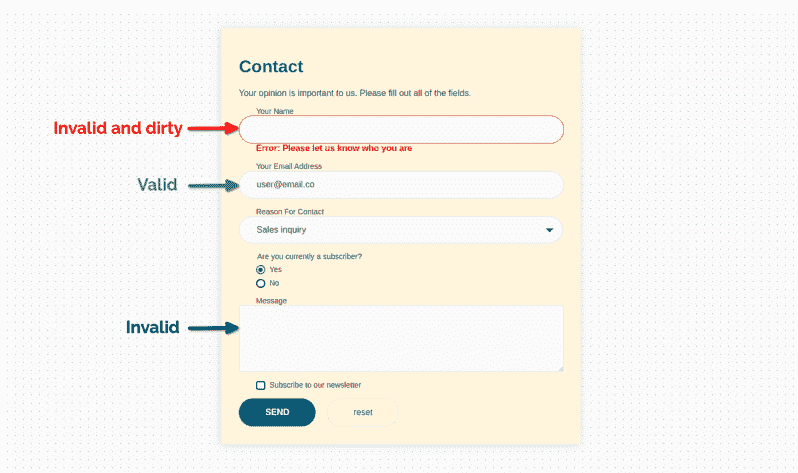 Contact
Your opinion is important to us. Please fill out all of the fields.
Your Name
Invalid and dirty
Error: Please let us know who you are
Your Email Address
Valid
user@email.co
Reason For Contact
Sales inquiry
Are you currently a subscriber?
Yes
No
Message
Invalid
Subscribe to our newsletter
SEND reset